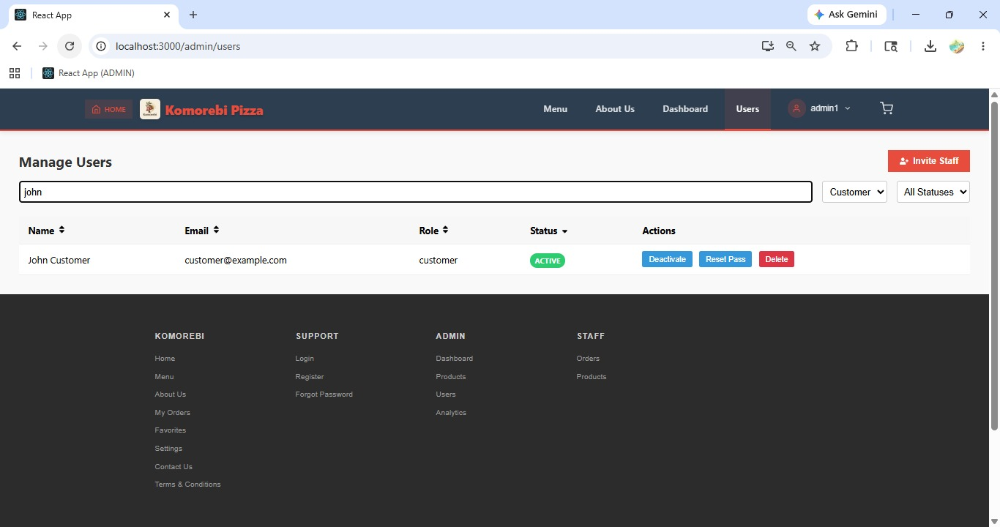 React App
Ask Gemini
localhost:3000/admin/users
React App (ADMIN)
HOME
Komorebi
Komorebi Pizza
Menu
About Us
Dashboard
Users
admin1
Manage Users
Invite Staff
john
Customer
All Statuses
Name
Email
Role
Status
Actions
John Customer
customer@example.com
customer
ACTIVE
Deactivate
Reset Pass
Delete
KOMOREBI
Home
Menu
About Us
My Orders
Favorites
Settings
Contact Us
Terms & Conditions
SUPPORT
Login
Register
Forgot Password
ADMIN
Dashboard
Products
Users
Analytics
STAFF
Orders
Products